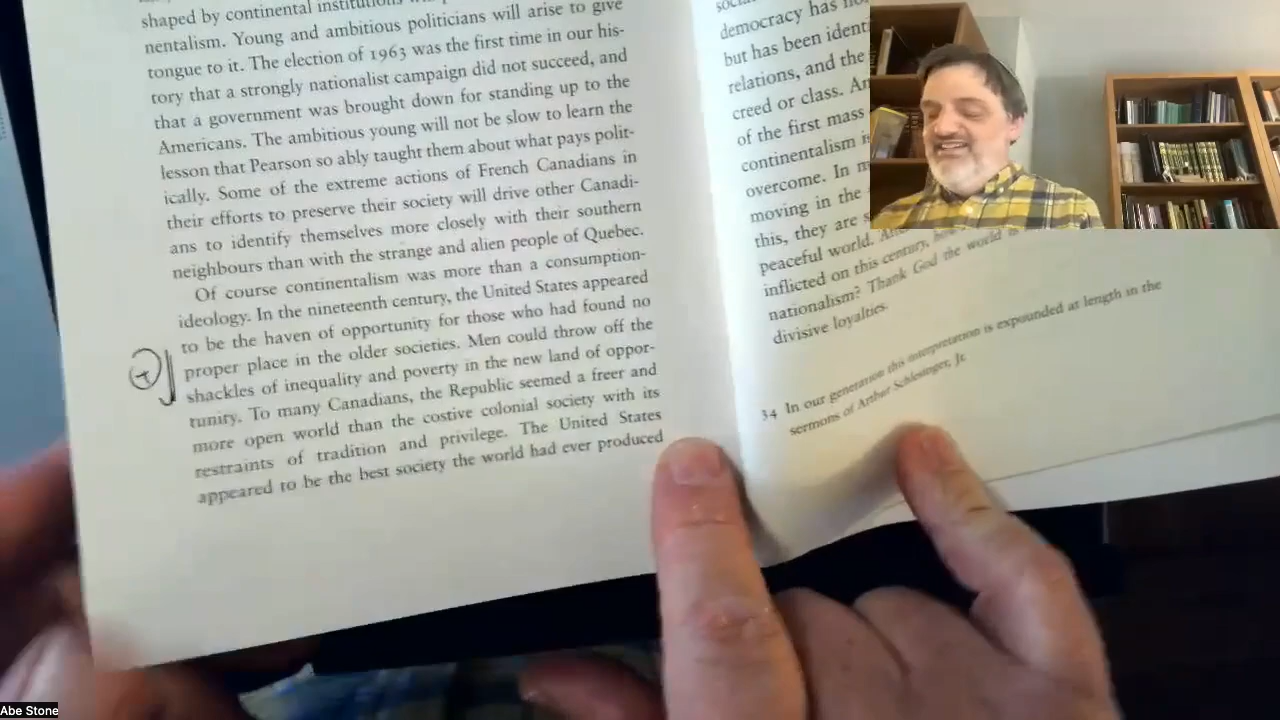 shaped by continental institutions
nentalism. Young and ambitious politicians will arise to give
tongue to it. The election of 1963 was the first time in our his-
tory that a strongly nationalist campaign did not succeed, and
that a government was brought down for standing up to the
Americans. The ambitious young will not be slow to learn the
lesson that Pearson so ably taught them about what pays polit-
ically. Some of the extreme actions of French Canadians in
their efforts to preserve their society will drive other Canadi-
ans to identify themselves more closely with their southern
neighbours than with the strange and alien people of Quebec.
Of course continentalism was more than a consumption-
ideology. In the nineteenth century, the United States appeared
to be the haven of opportunity for those who had found no
proper place in the older societies. Men could throw off the
shackles of inequality and poverty in the new land of oppor-
tunity. To many Canadians, the Republic seemed a freer and
more open world than the costive colonial society with its
restraints of tradition and privilege. The United States
appeared to be the best society the world had ever produced
democracy has
but has been
relations, and the
creed or class.
of the first mass
continentalism
overcome. In
moving in the
this, they are
peaceful world.
inflicted on this century,
nationalism? Thank God the world
divisive loyalties.
34 In our generation this interpretation is expounded at length in the
sermons of Arthur Schlesinger, Jr.
Abe Stone